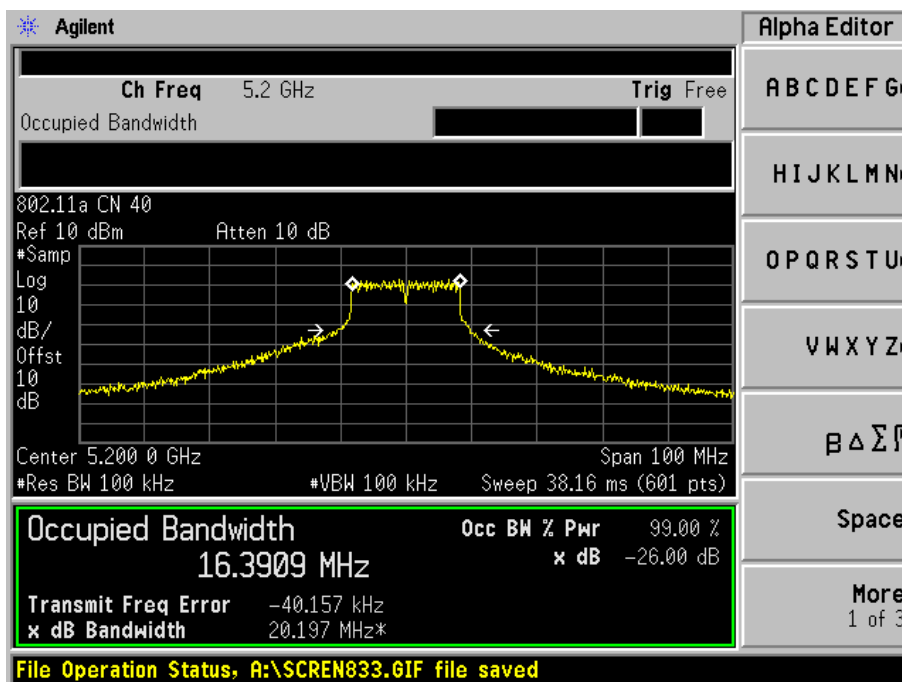 Agilent
Alpha Editor
Ch Freq 5.2 GHz Trig Free
Occupied Bandwidth
802.11a CN 40
Ref 10 dBm Atten 10 dB
#Samp
Log
10
dB/
Offst
10
dB
Center 5.200 0 GHz Span 100 MHz
#Res BW 100 kHz #VBW 100 kHz Sweep 38.16 ms (601 pts)
Occupied Bandwidth
16.3909 MHz
Occ BW % Pwr 99.00 %
x dB -26.00 dB
Transmit Freq Error -40.157 kHz
x dB Bandwidth 20.197 MHz*
File Operation Status, A:\SCREN833.GIF file saved
A B C D E F G
H I J K L M N
O P Q R S T U
V W X Y Z
β Δ Σ
Space
More
1 of 3